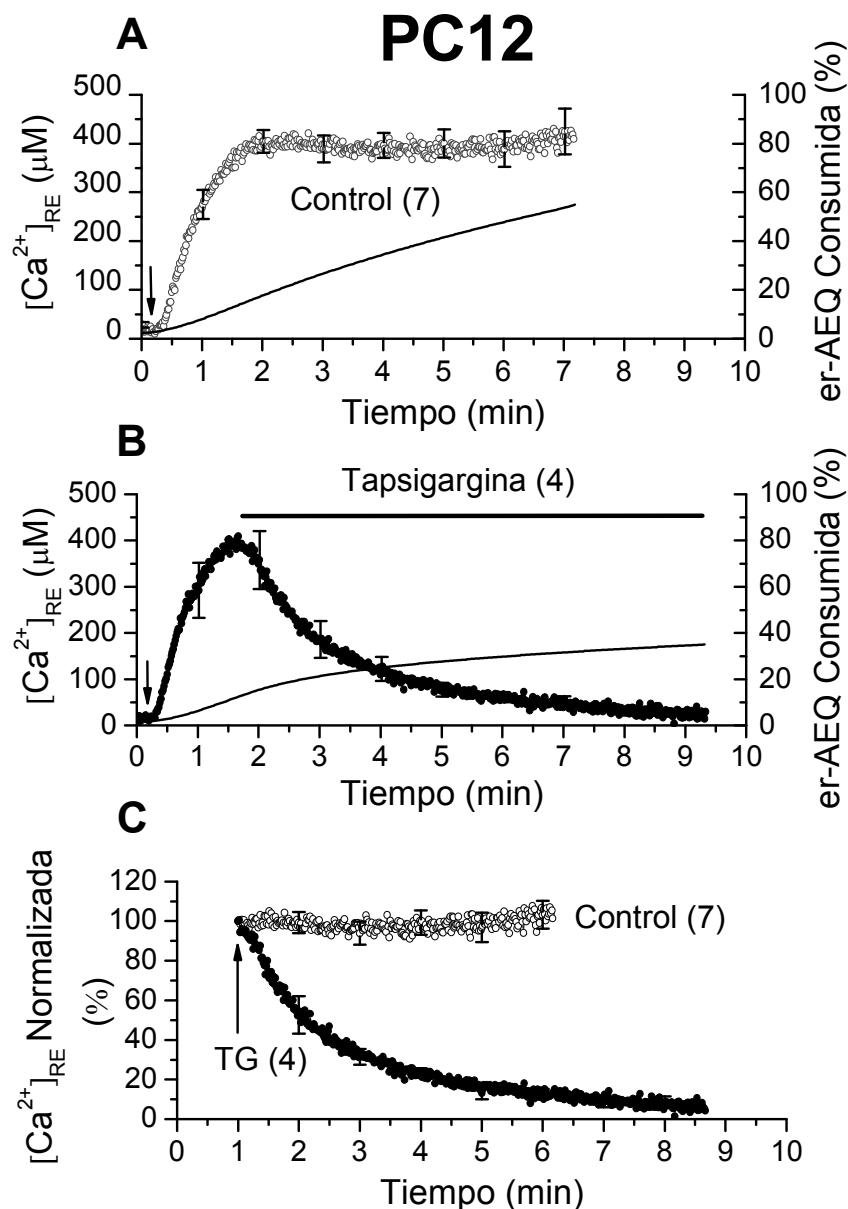 A
PC12
500
400
300
200
100
0
[Ca²⁺]RE (μM)
100
80
60
40
20
0
er-AEQ Consumida (%)
Control (7)
0 1 2 3 4 5 6 7 8 9 10
Tiempo (min)
B
Tapsigargina (4)
500
400
300
200
100
0
[Ca²⁺]RE (μM)
100
80
60
40
20
0
er-AEQ Consumida (%)
0 1 2 3 4 5 6 7 8 9 10
Tiempo (min)
C
120
100
80
60
40
20
0
[Ca²⁺]RE Normalizada
(%)
Control (7)
TG (4)
0 1 2 3 4 5 6 7 8 9 10
Tiempo (min)